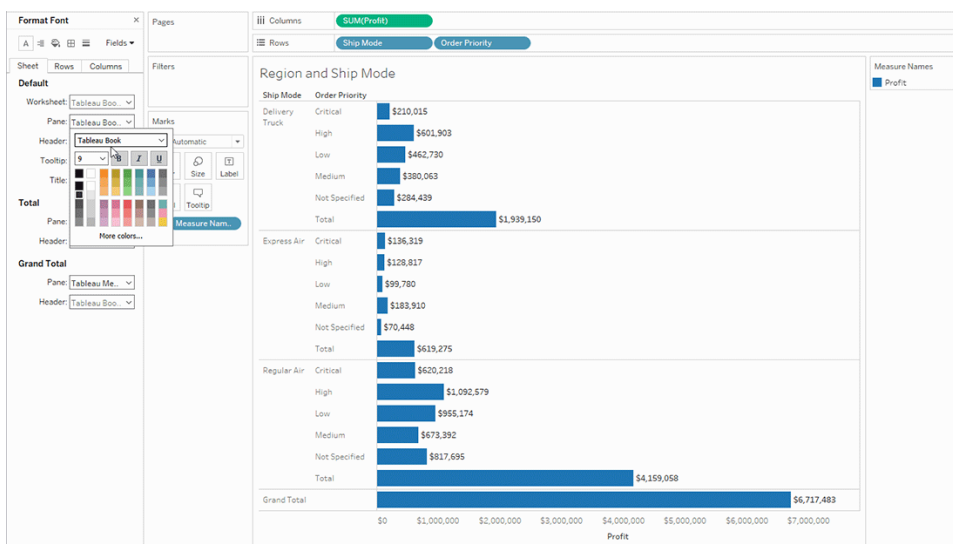 Format Font ×
Fields
Sheet Rows Columns
Default
Worksheet: Tableau Boo..
Pane: Tableau Boo..
Header:
Tableau Book
Tooltip:
9 B I U
Title:
More colors...
Total
Pane:
Header:
Grand Total
Pane: Tableau Me..
Header: Tableau Boo..
Pages
Filters
Marks
Automatic
Size Label
Tooltip
Measure Nam..
Columns SUM(Profit)
Rows Ship Mode Order Priority
Region and Ship Mode
Ship Mode Order Priority
Delivery Critical $210,015
Truck
High $601,903
Low $462,730
Medium $380,063
Not Specified $284,439
Total $1,939,150
Express Air Critical $136,319
High $128,817
Low $99,780
Medium $183,910
Not Specified $70,448
Total $619,275
Regular Air Critical $620,218
High $1,092,579
Low $955,174
Medium $673,392
Not Specified $817,695
Total $4,159,058
Grand Total $6,717,483
$0 $1,000,000 $2,000,000 $3,000,000 $4,000,000 $5,000,000 $6,000,000 $7,000,000
Profit
Measure Names
Profit